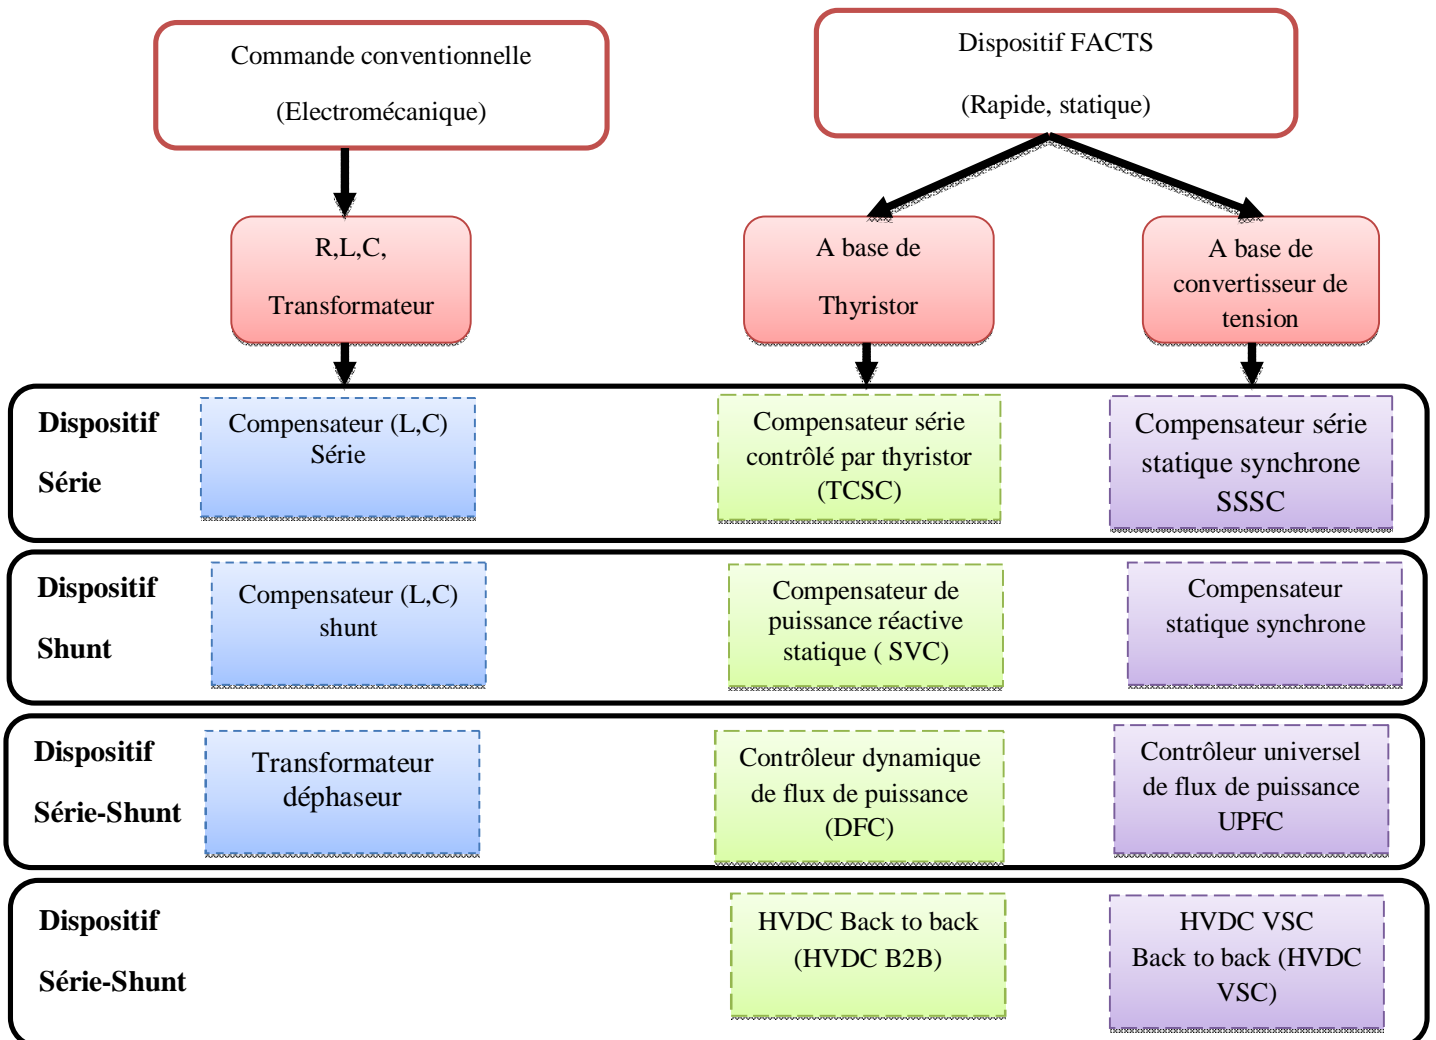 Commande conventionnelle
(Electromécanique)
Dispositif FACTS
(Rapide, statique)
R,L,C,
Transformateur
A base de
Thyristor
A base de
convertisseur de
tension
Dispositif
Série
Compensateur (L,C)
Série
Compensateur série
contrôlé par thyristor
(TCSC)
Compensateur série
statique synchrone
SSSC
Dispositif
Shunt
Compensateur (L,C)
shunt
Compensateur de
puissance réactive
statique ( SVC)
Compensateur
statique synchrone
Dispositif
Série-Shunt
Transformateur
déphaseur
Contrôleur dynamique
de flux de puissance
(DFC)
Contrôleur universel
de flux de puissance
UPFC
Dispositif
Série-Shunt
HVDC Back to back
(HVDC B2B)
HVDC VSC
Back to back (HVDC
VSC)